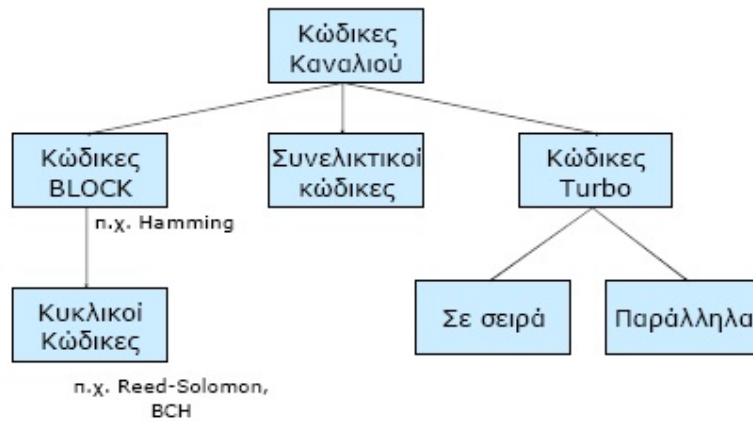 Κώδικες
Καναλιού
Κώδικες
BLOCK
Συνελικτικοί
κώδικες
Κώδικες
Turbo
π.χ. Hamming
Κυκλικοί
Κώδικες
Σε σειρά
Παράλληλα
π.χ. Reed-Solomon,
BCH